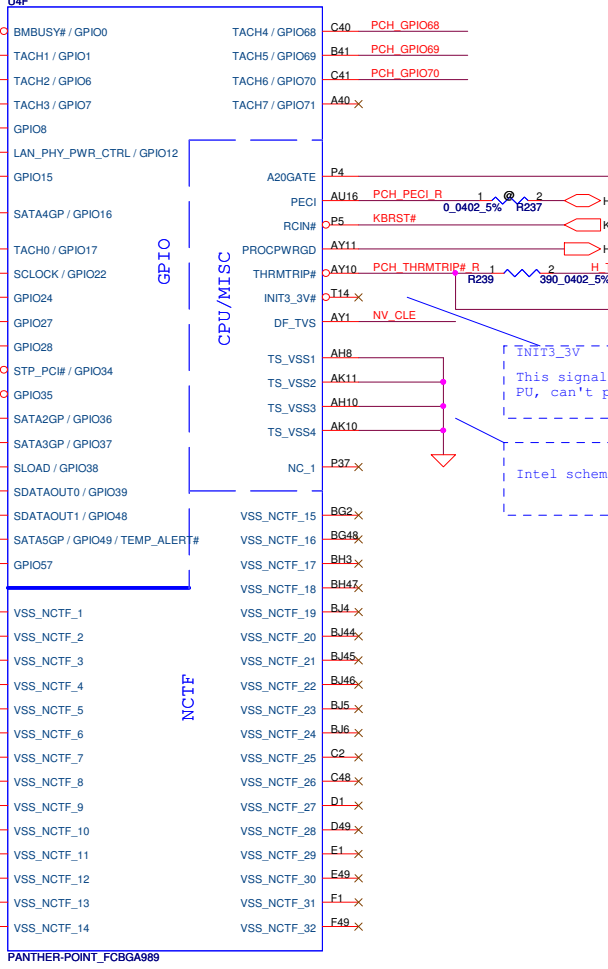 U4F
BMBUSY# / GPIO0 TACH4 / GPIO68 C40 PCH_GPIO68
TACH1 / GPIO1 TACH5 / GPIO69 B41 PCH_GPIO69
TACH2 / GPIO6 TACH6 / GPIO70 C41 PCH_GPIO70
TACH3 / GPIO7 TACH7 / GPIO71 A40
GPIO8
LAN_PHY_PWR_CTRL / GPIO12
GPIO15 A20GATE P4
PECI AU16 PCH_PECI_R 1 @ 2 H
0_0402_5% R237
SATA4GP / GPIO16 RCIN# P5 KBRST# K
TACH0 / GPIO17 PROCPWRGD AY11 H
SCLOCK / GPIO22 THRMTRIP# AY10 PCH_THRMTRIP#_R 1 2 H_T
R239 390_0402_5%
GPIO24 INIT3_3V# T14
GPIO27 DF_TVS AY1 NV_CLE
GPIO
CPU/MISC
GPIO28
INIT3_3V
TS_VSS1 AH8
STP_PCI# / GPIO34
This signal
TS_VSS2 AK11
PU, can't p
GPIO35
TS_VSS3 AH10
SATA2GP / GPIO36
TS_VSS4 AK10
SATA3GP / GPIO37
SLOAD / GPIO38 NC_1 P37
Intel schem
SDATAOUT0 / GPIO39
SDATAOUT1 / GPIO48 VSS_NCTF_15 BG2
SATA5GP / GPIO49 / TEMP_ALERT# VSS_NCTF_16 BG48
GPIO57 VSS_NCTF_17 BH3
VSS_NCTF_18 BH47
VSS_NCTF_1 VSS_NCTF_19 BJ4
VSS_NCTF_2 VSS_NCTF_20 BJ44
VSS_NCTF_3 VSS_NCTF_21 BJ45
VSS_NCTF_4 VSS_NCTF_22 BJ46
NCTF
VSS_NCTF_5 VSS_NCTF_23 BJ5
VSS_NCTF_6 VSS_NCTF_24 BJ6
VSS_NCTF_7 VSS_NCTF_25 C2
VSS_NCTF_8 VSS_NCTF_26 C48
VSS_NCTF_9 VSS_NCTF_27 D1
VSS_NCTF_10 VSS_NCTF_28 D49
VSS_NCTF_11 VSS_NCTF_29 E1
VSS_NCTF_12 VSS_NCTF_30 E49
VSS_NCTF_13 VSS_NCTF_31 F1
VSS_NCTF_14 VSS_NCTF_32 F49
PANTHER-POINT_FCBGA989